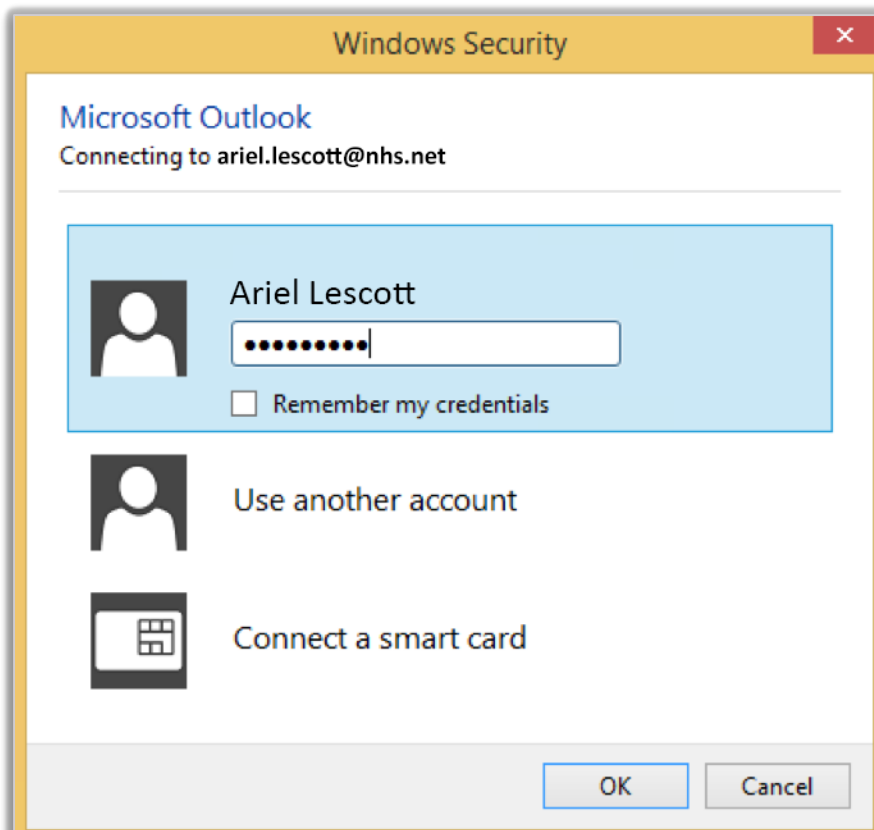 Windows Security
Microsoft Outlook
Connecting to ariel.lescott@nhs.net
Ariel Lescott
●●●●●●●●●
Remember my credentials
Use another account
Connect a smart card
OK
Cancel